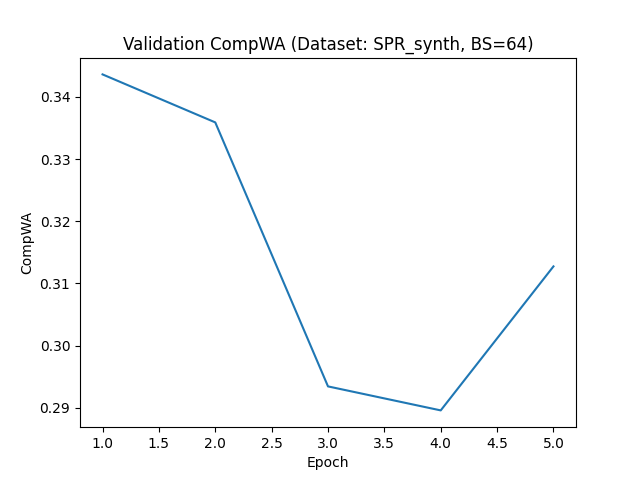 Validation CompWA (Dataset: SPR_synth, BS=64)
CompWA
0.34
0.33
0.32
0.31
0.30
0.29
1.0 1.5 2.0 2.5 3.0 3.5 4.0 4.5 5.0
Epoch